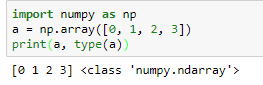 import numpy as np
a = np.array([0, 1, 2, 3])
print(a, type(a))
[0 1 2 3] <class 'numpy.ndarray'>